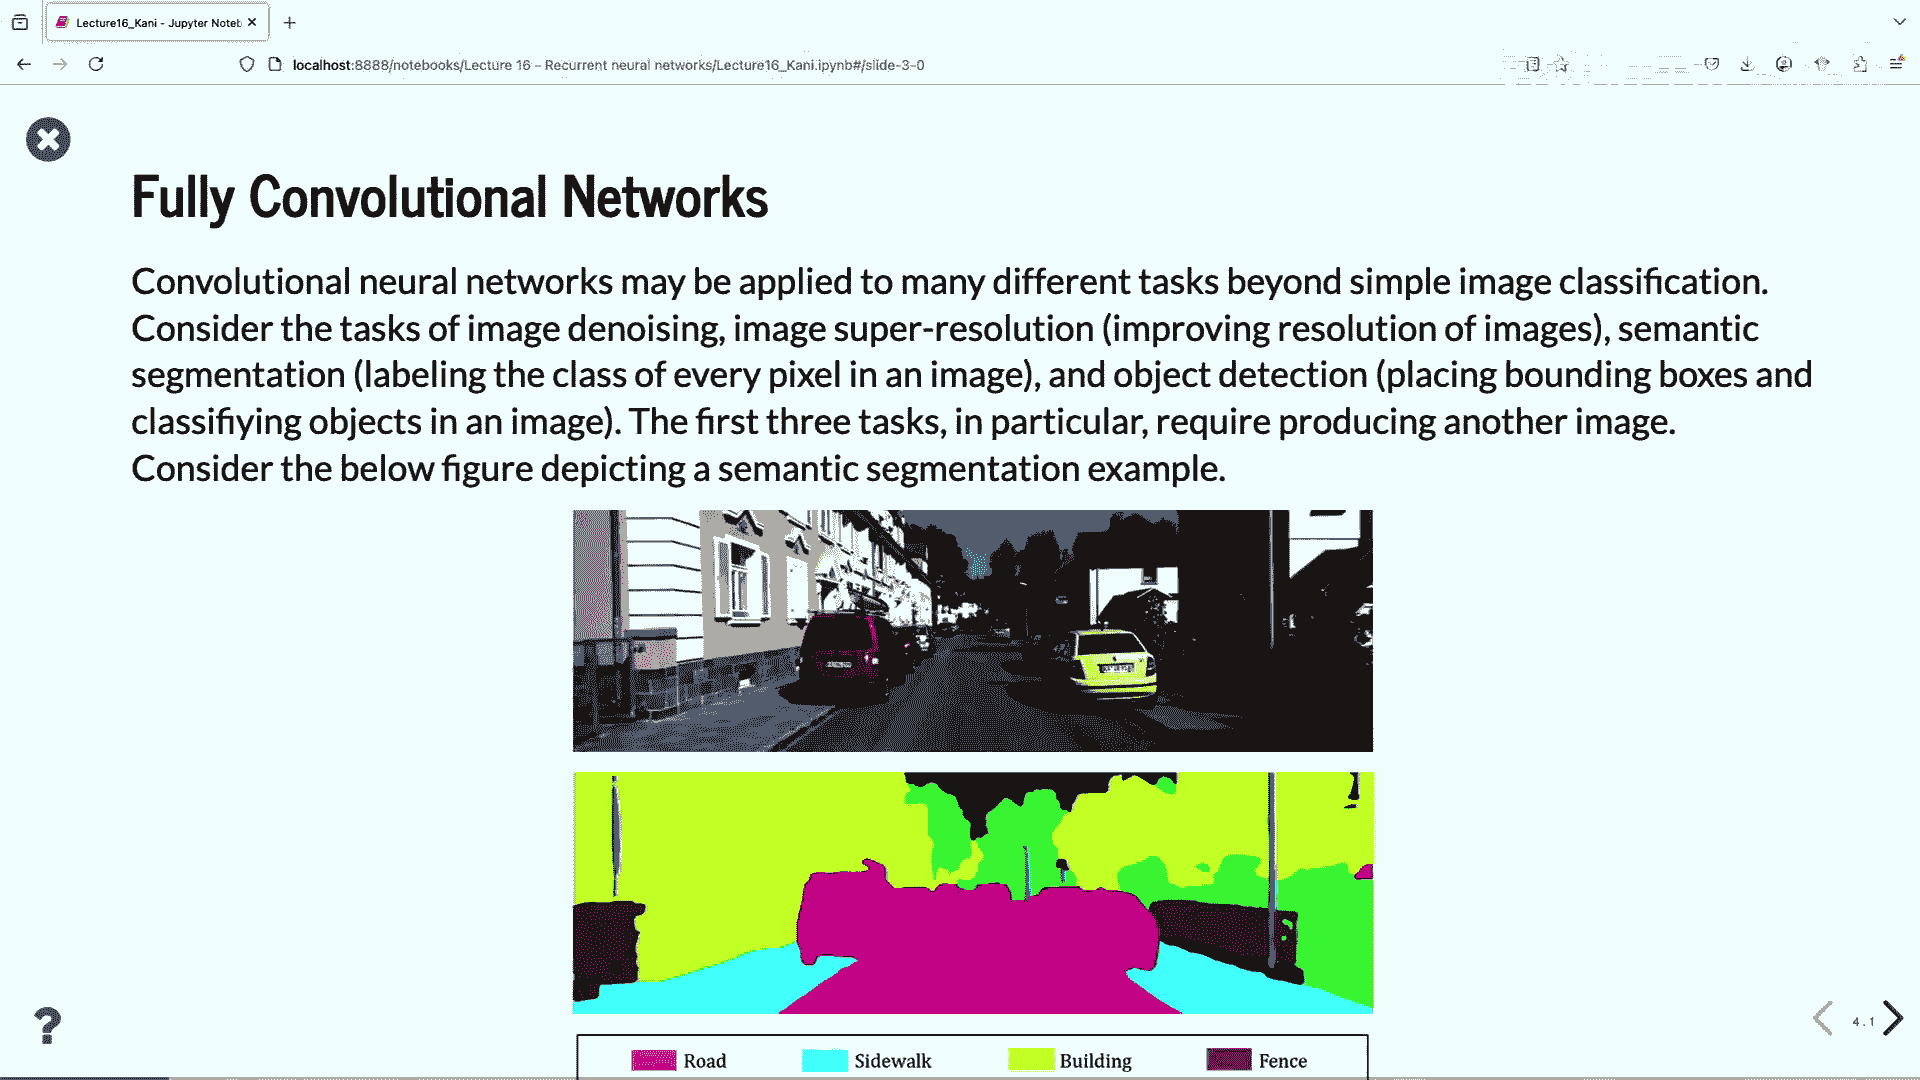 Lecture16_Kani - Jupyter Noteb
localhost:8888/notebooks/Lecture 16 – Recurrent neural networks/Lecture16_Kani.ipynb#/slide-3-0
Fully Convolutional Networks
Convolutional neural networks may be applied to many different tasks beyond simple image classification.
Consider the tasks of image denoising, image super-resolution (improving resolution of images), semantic
segmentation (labeling the class of every pixel in an image), and object detection (placing bounding boxes and
classifiying objects in an image). The first three tasks, in particular, require producing another image.
Consider the below figure depicting a semantic segmentation example.
Road Sidewalk Building Fence
?
4.1